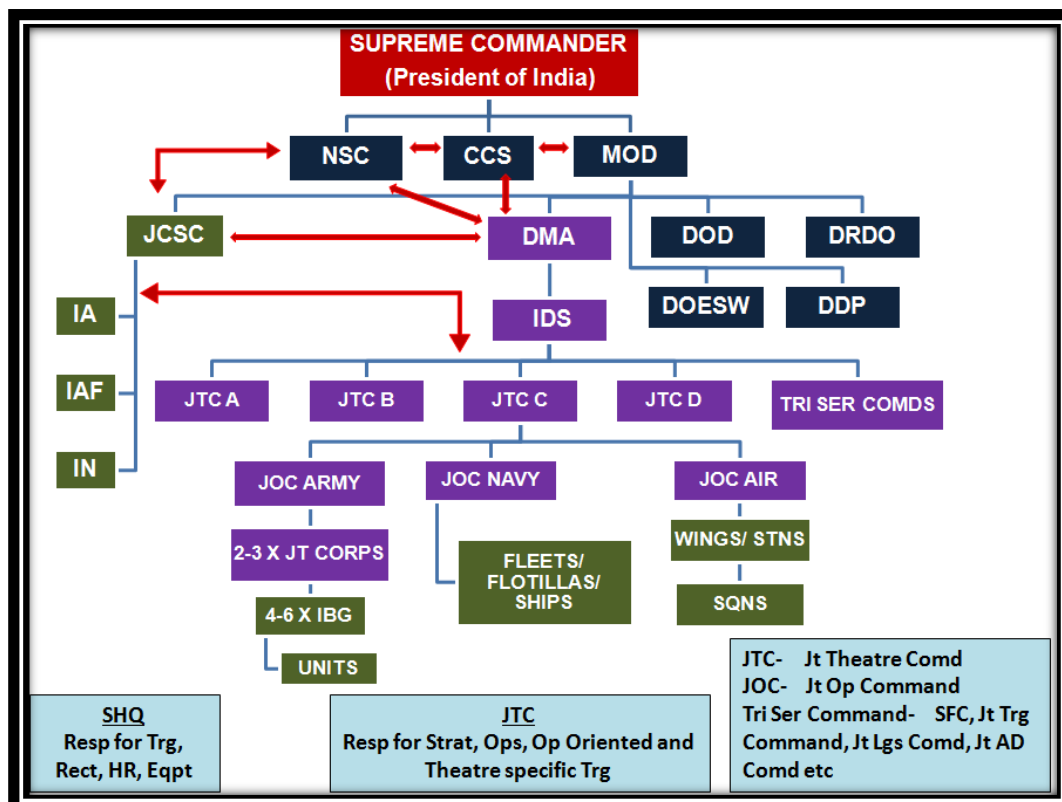 SUPREME COMMANDER
(President of India)
NSC
CCS
MOD
JCSC
DMA
DOD
DRDO
DOESW
DDP
IA
IDS
IAF
JTC A
JTC B
JTC C
JTC D
TRI SER COMDS
IN
JOC ARMY
JOC NAVY
JOC AIR
2-3 X JT CORPS
WINGS/ STNS
FLEETS/
FLOTILLAS/
SHIPS
4-6 X IBG
SQNS
UNITS
SHQ
Resp for Trg,
Rect, HR, Eqpt
JTC
Resp for Strat, Ops, Op Oriented and
Theatre specific Trg
JTC- Jt Theatre Comd
JOC- Jt Op Command
Tri Ser Command- SFC, Jt Trg
Command, Jt Lgs Comd, Jt AD
Comd etc